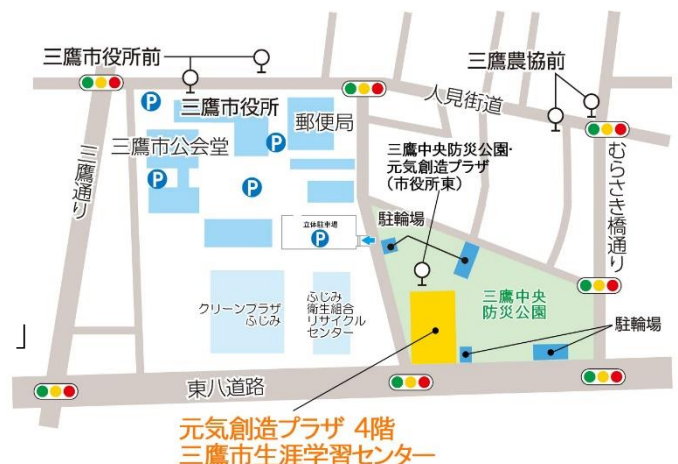 三鷹市役所前
三鷹農協前
人見街道
P
三鷹市役所
郵便局
三鷹市公会堂
P
P
P
三鷹中央防災公園・
元気創造プラザ
(市役所東)
むらさき橋通り
三鷹通り
駐輪場
立体駐車場
P
クリーンプラザ
ふじみ
ふじみ
衛生組合
リサイクル
センター
三鷹中央
防災公園
駐輪場
」
東八道路
元気創造プラザ 4階
三鷹市生涯学習センター